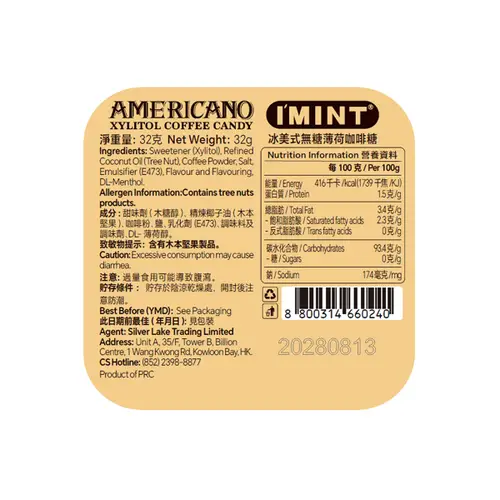 AMERICANO
XYLITOL COFFEE CANDY
淨重量: 32克 Net Weight: 32g
Ingredients: Sweetener (Xylitol), Refined
Coconut Oil (Tree Nut), Coffee Powder, Salt,
Emulsifier (E473), Flavour and Flavouring,
DL-Menthol.
Allergen Information:Contains tree nuts
products.
成分: 甜味劑 ( 木糖醇 )、精煉椰子油 ( 木本
堅果 )、咖啡粉、鹽、乳化劑 (E473)、調味料及
調味劑、DL- 薄荷醇。
致敏物提示: 含有木本堅果製品。
Caution: Excessive consumption may cause
diarrhea.
注意: 過量食用可能導致腹瀉。
貯存條件: 貯存於陰涼乾燥處、開封後注
意防潮。
Best Before (YMD): See Packaging
此日期前最佳 ( 年月日 ): 見包裝
Agent: Silver Lake Trading Limited
Address: Unit A, 35/F, Tower B, Billion
Centre, 1 Wang Kwong Rd, Kowloon Bay, HK.
CS Hotline: (852) 2398-8877
Product of PRC
I'MINT®
冰美式無糖薄荷咖啡糖
Nutrition Information 營養資料
每 100 克 / Per 100g
能量 / Energy 416 千卡 /kcal(1739 千焦 /KJ)
蛋白質 / Protein 1.5克/g
總脂肪 / Total Fat 3.4克/g
- 飽和脂肪酸 / Saturated fatty acids 2.3克/g
- 反式脂肪酸 / Trans fatty acids 0克/g
碳水化合物 / Carbohydrates 93.4克/g
- 糖 / Sugars 0克/g
鈉 / Sodium 174 毫克/mg
8 800314 660240
20280813